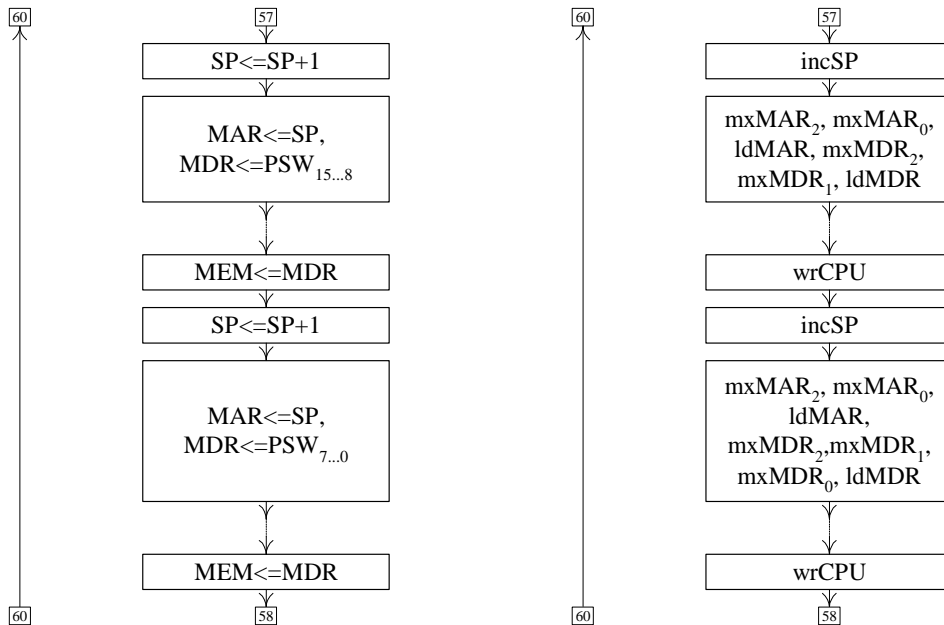 60
57
60
57
SP<=SP+1
incSP
MAR<=SP,
MDR<=PSW15...8
mxMAR2, mxMAR0,
ldMAR, mxMDR2,
mxMDR1, ldMDR
MEM<=MDR
wrCPU
SP<=SP+1
incSP
MAR<=SP,
MDR<=PSW7...0
mxMAR2, mxMAR0,
ldMAR,
mxMDR2,mxMDR1,
mxMDR0, ldMDR
MEM<=MDR
wrCPU
60
58
60
58